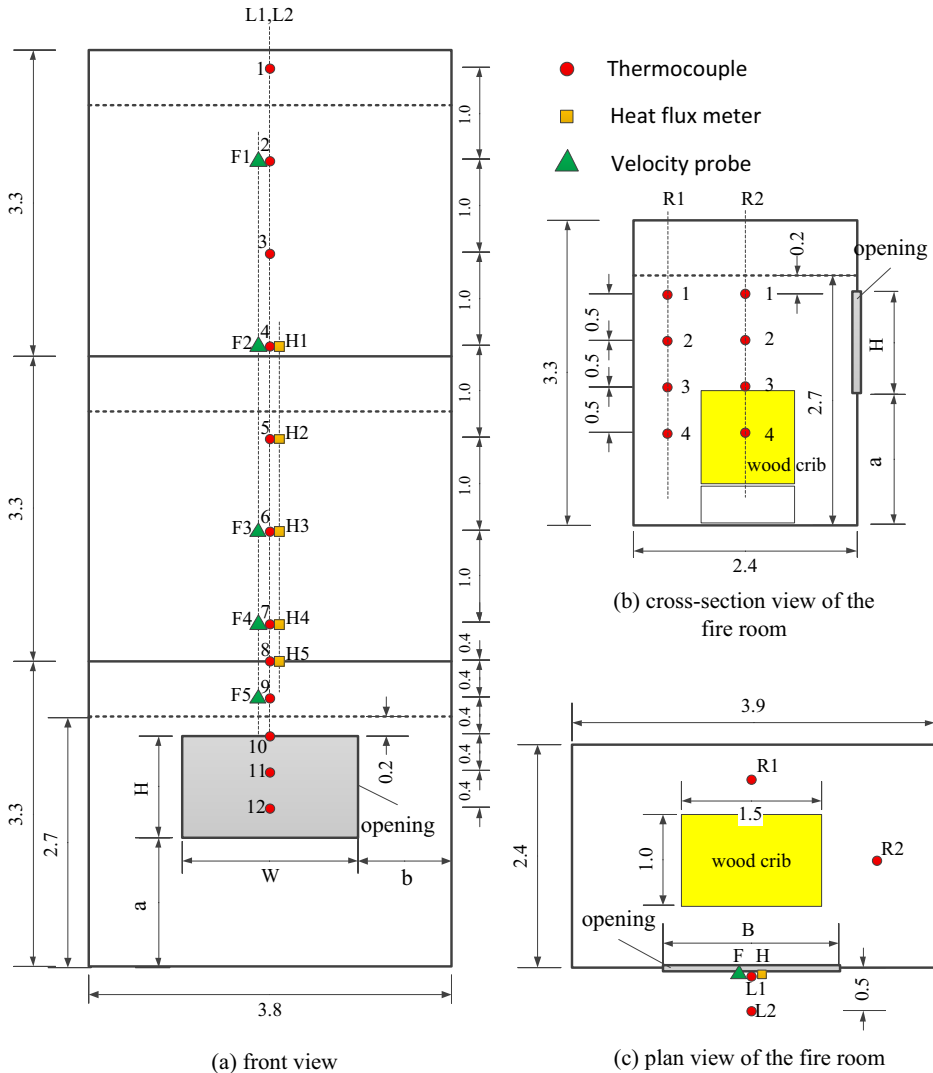 L1,L2
1
2
F1
3
4
F2
H1
5
H2
6
F3
H3
7
F4
H4
8
H5
9
F5
10
11
12
opening
3.3
3.3
3.3
2.7
H
a
W
b
0.2
1.0
1.0
1.0
1.0
1.0
1.0
0.4
0.4
0.4
0.4
0.4
3.8
(a) front view
Thermocouple
Heat flux meter
Velocity probe
R1
R2
0.2
opening
1
1
2
2
3
3
4
4
0.5
0.5
0.5
3.3
2.7
H
a
wood crib
2.4
(b) cross-section view of the
fire room
3.9
R1
1.5
1.0
wood crib
R2
2.4
opening
B
F
H
L1
L2
0.5
(c) plan view of the fire room